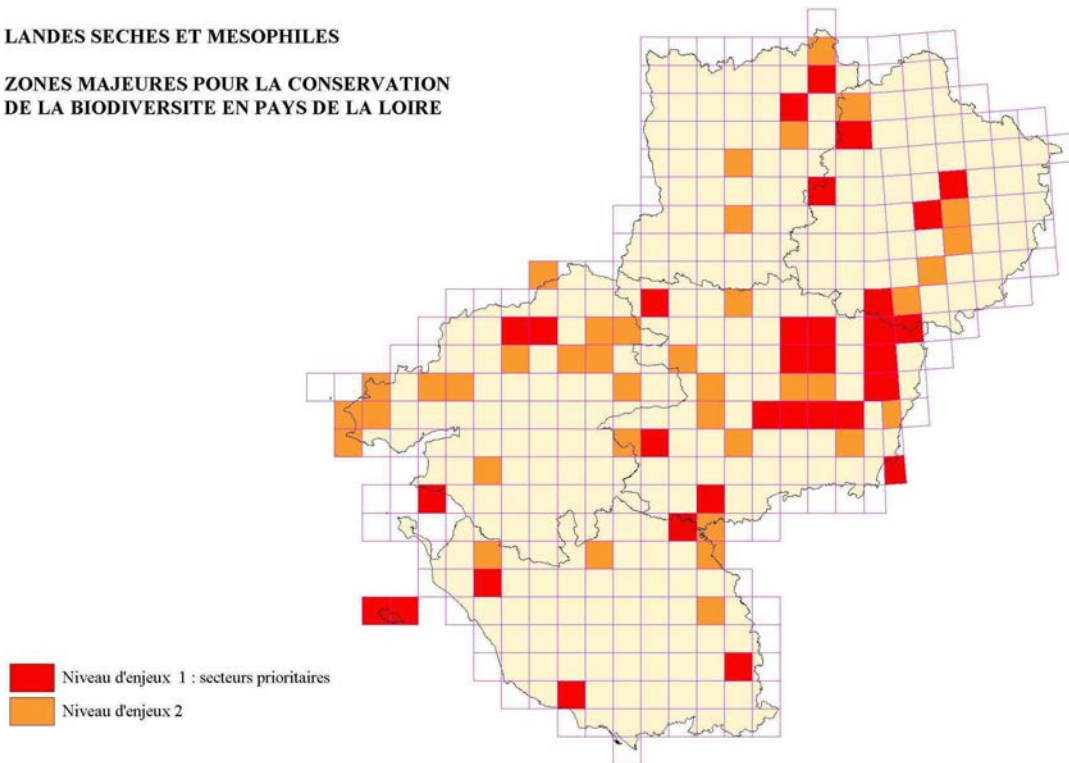 LANDES SECHES ET MESOPHILES
ZONES MAJEURES POUR LA CONSERVATION
DE LA BIODIVERSITE EN PAYS DE LA LOIRE
Niveau d'enjeux 1 : secteurs prioritaires
Niveau d'enjeux 2